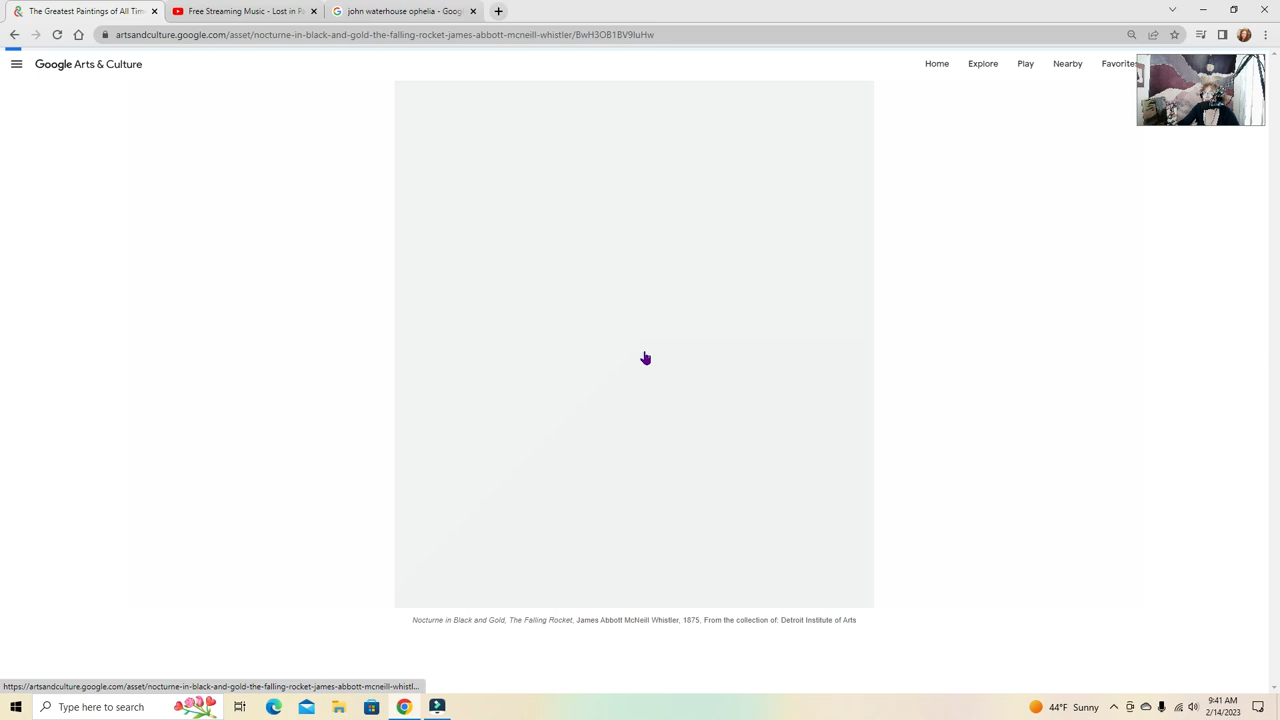 The Greatest Paintings of All Tim
Free Streaming Music - Lost in P
john waterhouse ophelia - Goog
artsandculture.google.com/asset/nocturne-in-black-and-gold-the-falling-rocket-james-abbott-mcneill-whistler/BwH3OB1BV9luHw
Google Arts & Culture
Home Explore Play Nearby Favorites
Nocturne in Black and Gold, The Falling Rocket, James Abbott McNeill Whistler, 1875, From the collection of: Detroit Institute of Arts
https://artsandculture.google.com/asset/nocturne-in-black-and-gold-the-falling-rocket-james-abbott-mcneill-whistl...
Type here to search
44°F Sunny
9:41 AM
2/14/2023